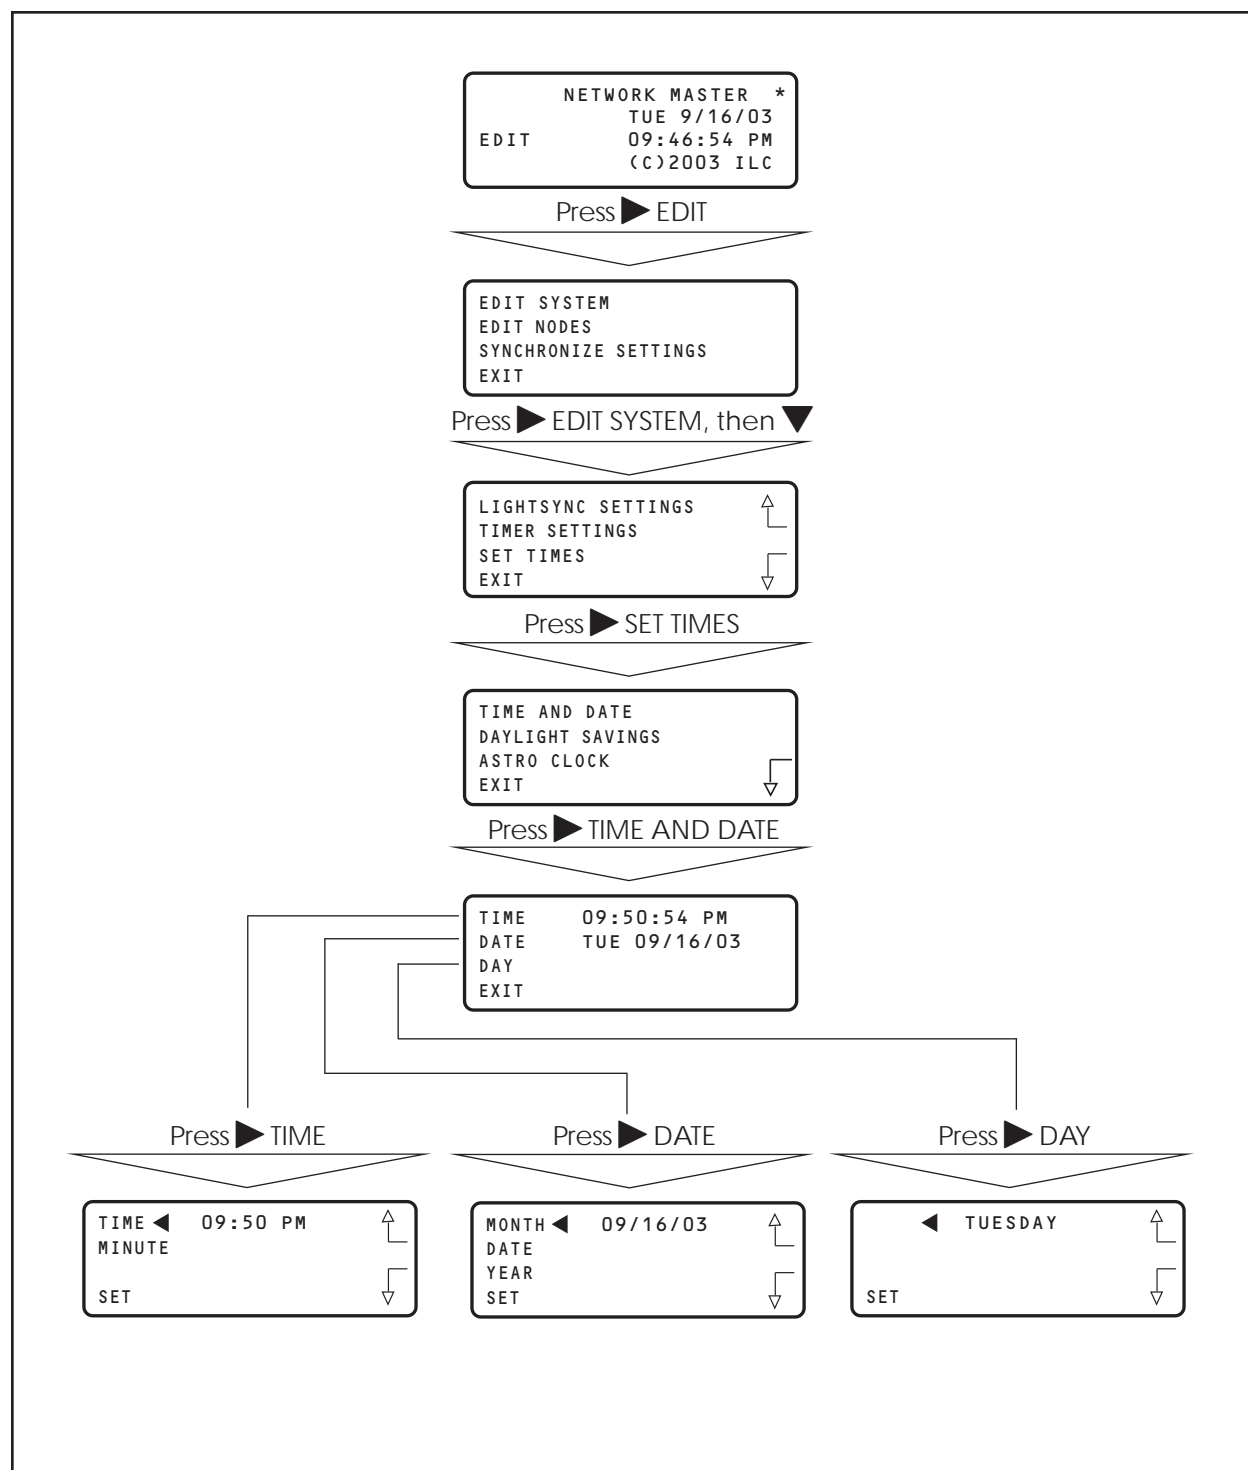 NETWORK MASTER *
TUE 9/16/03
EDIT 09:46:54 PM
(C)2003 ILC
Press ▶ EDIT
EDIT SYSTEM
EDIT NODES
SYNCHRONIZE SETTINGS
EXIT
Press ▶ EDIT SYSTEM, then ▼
LIGHTSYNC SETTINGS
TIMER SETTINGS
SET TIMES
EXIT
Press ▶ SET TIMES
TIME AND DATE
DAYLIGHT SAVINGS
ASTRO CLOCK
EXIT
Press ▶ TIME AND DATE
TIME 09:50:54 PM
DATE TUE 09/16/03
DAY
EXIT
Press ▶ TIME
TIME ◀ 09:50 PM
MINUTE
SET
Press ▶ DATE
MONTH ◀ 09/16/03
DATE
YEAR
SET
Press ▶ DAY
◀ TUESDAY
SET